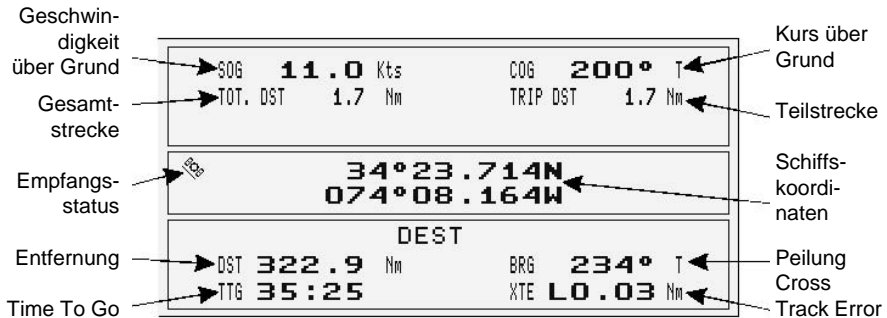 Geschwin-
digkeit
über Grund
Gesamt-
strecke
Empfangs-
status
Entfernung
Time To Go
SOG 11.0 Kts COG 200° T
TOT. DST 1.7 Nm TRIP DST 1.7 Nm
34°23.714N
074°08.164W
DEST
DST 322.9 Nm BRG 234° T
TTG 35:25 XTE L0.03 Nm
Kurs über
Grund
Teilstrecke
Schiffs-
koordi-
naten
Peilung
Cross
Track Error